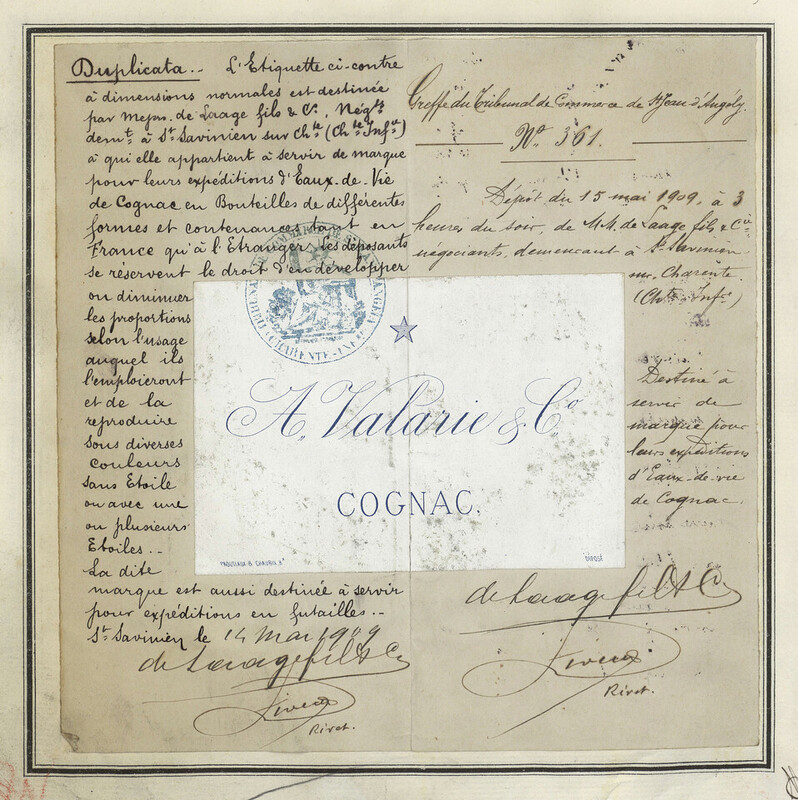 Duplicata._ L'Etiquette ci-contre
à dimensions normales est destinée
par Messrs. de Laage fils & Cº., Négts
demt. à St. Savinien sur Chte (Chte Infre)
à qui elle appartient à servir de marque
pour leurs expéditions d'Eaux-de-Vie
de Cognac en Bouteilles de différentes
formes et contenances tant en
France qu'à l'Etranger, les déposants
se réservent le droit d'en développer
ou diminuer
les proportions
selon l'usage
auquel ils
l'emploieront
et de la
reproduire
sous diverses
couleurs
sans Etoile
ou avec une
ou plusieurs
Etoiles._
La dite
marque est aussi destinée à servir
pour expéditions en futailles._
St. Savinien le 14 Mai 1909
de Laage fils & Co
Rivet.
Greffe du Tribunal de Commerce de St Jean d'Angély.
Nº 361.
Dépôt du 15 mai 1909, à 3
heures du soir, de M.M. de Laage fils & Cie
négociants, demeurant à St. Savinien
sur Charente
(Chte Infre)
Destiné à
servir de
marque pour
leurs expéditions
d'Eaux-de-vie
de Cognac.
de Laage fils & Co
Rivet.
A. Valarie & Cº
COGNAC.
DÉPOSÉ